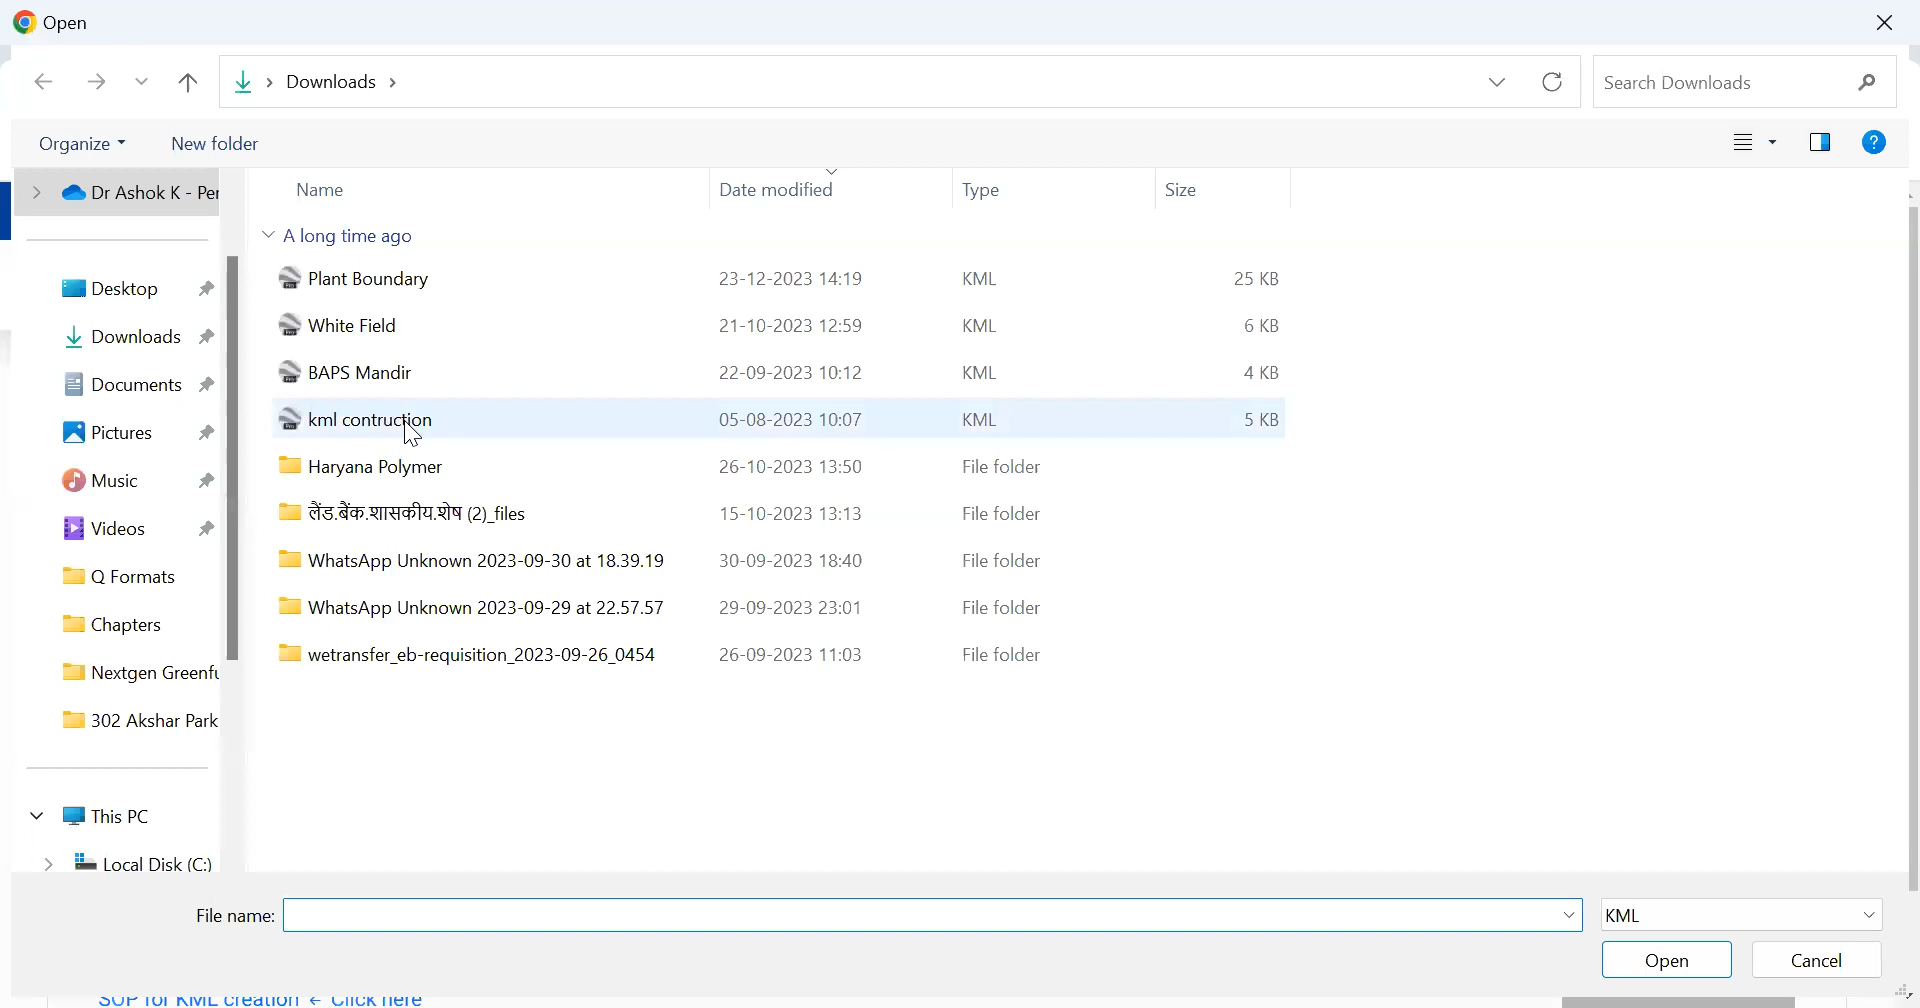 Open
Downloads
Search Downloads
Organize
New folder
Dr Ashok K - Per
Name
Date modified
Type
Size
A long time ago
Desktop
Plant Boundary
23-12-2023 14:19
KML
25 KB
Downloads
White Field
21-10-2023 12:59
KML
6 KB
Documents
BAPS Mandir
22-09-2023 10:12
KML
4 KB
Pictures
kml contruction
05-08-2023 10:07
KML
5 KB
Music
Haryana Polymer
26-10-2023 13:50
File folder
Videos
लैंड.बैंक.शासकीय.शेष (2)_files
15-10-2023 13:13
File folder
Q Formats
WhatsApp Unknown 2023-09-30 at 18.39.19
30-09-2023 18:40
File folder
Chapters
WhatsApp Unknown 2023-09-29 at 22.57.57
29-09-2023 23:01
File folder
Nextgen Greenfu
wetransfer_eb-requisition_2023-09-26_0454
26-09-2023 11:03
File folder
302 Akshar Park
This PC
Local Disk (C:)
File name:
KML
Open
Cancel
SOP for KML creation ← Click here